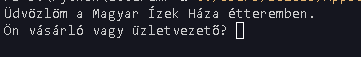 Üdvözlöm a Magyar Ízek Háza étteremben.
Ön vásárló vagy üzletvezető?